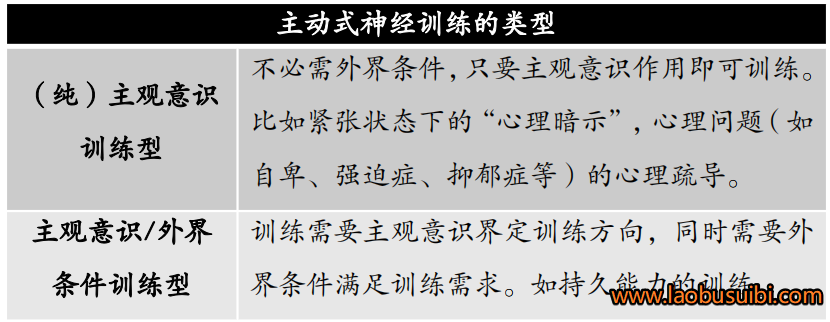 主动式神经训练的类型
（纯）主观意识
训练型
不必需外界条件，只要主观意识作用即可训练。
比如紧张状态下的“心理暗示”，心理问题（如
自卑、强迫症、抑郁症等）的心理疏导。
主观意识/外界
条件训练型
训练需要主观意识界定训练方向，同时需要外
界条件满足训练需求。如持久能力的训练
www.laobusuibi.com